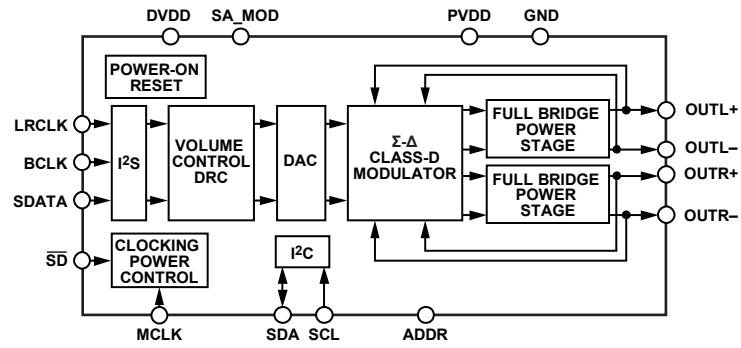 DVDD SA_MOD PVDD GND
POWER-ON
RESET
LRCLK
BCLK
SDATA
I²S
VOLUME
CONTROL
DRC
DAC
Σ-Δ
CLASS-D
MODULATOR
FULL BRIDGE
POWER
STAGE
FULL BRIDGE
POWER
STAGE
OUTL+
OUTL–
OUTR+
OUTR–
S̅D̅
CLOCKING
POWER
CONTROL
I²C
MCLK SDA SCL ADDR